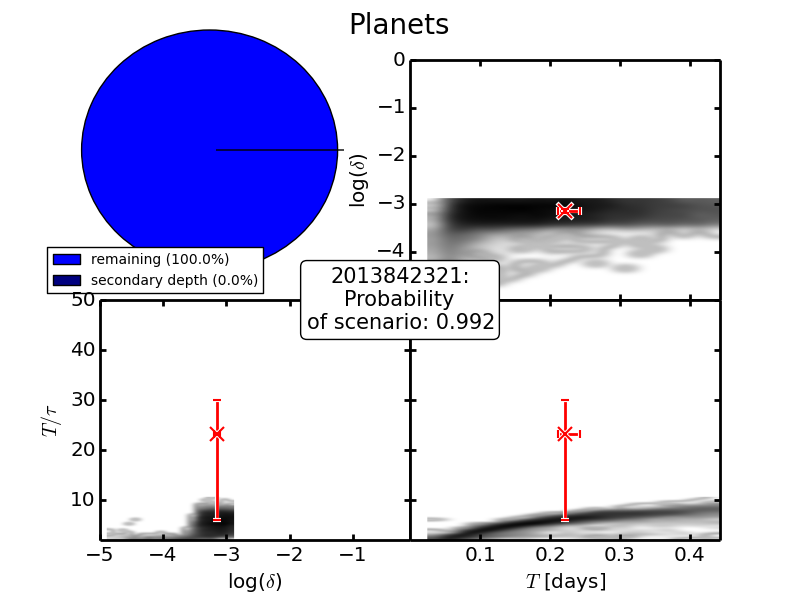 Planets
0
−1
−2
−3
−4
log(δ)
remaining (100.0%)
secondary depth (0.0%)
2013842321:
Probability
of scenario: 0.992
50
40
30
20
10
T/τ
−5 −4 −3 −2 −1
log(δ)
0.1 0.2 0.3 0.4
T [days]